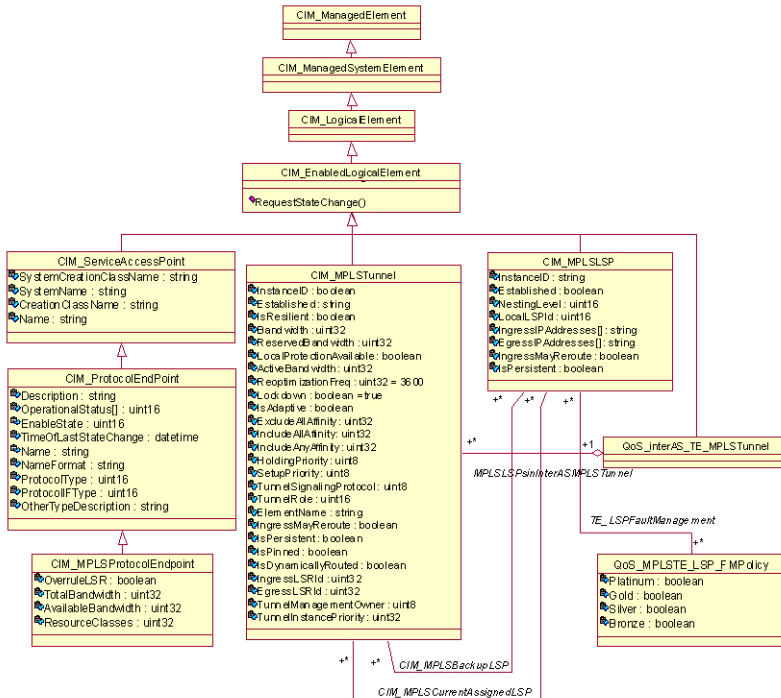 CIM_ManagedElement
CIM_ManagedSystemElement
CIM_LogicalElement
CIM_EnabledLogicalElement
RequestStateChange()
CIM_ServiceAccessPoint
SystemCreationClassName : string
SystemName : string
CreationClassName : string
Name : string
CIM_ProtocolEndPoint
Description : string
OperationalStatus[] : uint16
EnableState : uint16
TimeOfLastStateChange : datetime
Name : string
NameFormat : string
ProtocolType : uint16
ProtocolIFType : uint16
OtherTypeDescription : string
CIM_MPLSProtocolEndpoint
OverruleLSR : boolean
TotalBandwidth : uint32
AvailableBandwidth : uint32
ResourceClasses : uint32
CIM_MPLSTunnel
InstanceID : boolean
Established : string
IsResilient : boolean
Bandwidth : uint32
ReservedBandwidth : uint32
LocalProtectionAvailable : boolean
ActiveBandwidth : uint32
ReoptimizationFreq : uint32 = 3600
Lockdown : boolean =true
IsAdaptive : boolean
ExcludeAllAffinity : uint32
IncludeAllAffinity : uint32
IncludeAnyAffinity : uint32
HoldingPriority : uint8
SetupPriority : uint8
TunnelSignalingProtocol : uint8
TunnelRole : uint16
ElementName : string
IngressMayReroute : boolean
IsPersistent : boolean
IsPinned : boolean
IsDynamicallyRouted : boolean
IngressLSRId : uint32
EgressLSRId : uint32
TunnelManagementOwner : uint8
TunnelInstancePriority : uint32
CIM_MPLSLSP
InstanceID : string
Established : boolean
NestingLevel : uint16
LocalLSPId : uint16
IngressIPAddresses[] : string
EgressIPAddresses[] : string
IngressMayReroute : boolean
IsPersistent : boolean
+*
+*
+*
+*
+1
QoS_interAS_TE_MPLSTunnel
MPLSLSPsinInterASMPLSTunnel
TE_LSPFaultManagement
+*
QoS_MPLSTE_LSP_FMPolicy
Platinum : boolean
Gold : boolean
Silver : boolean
Bronze : boolean
+*
+*
CIM_MPLSBackupLSP
CIM_MPLSCurrentAssignedLSP